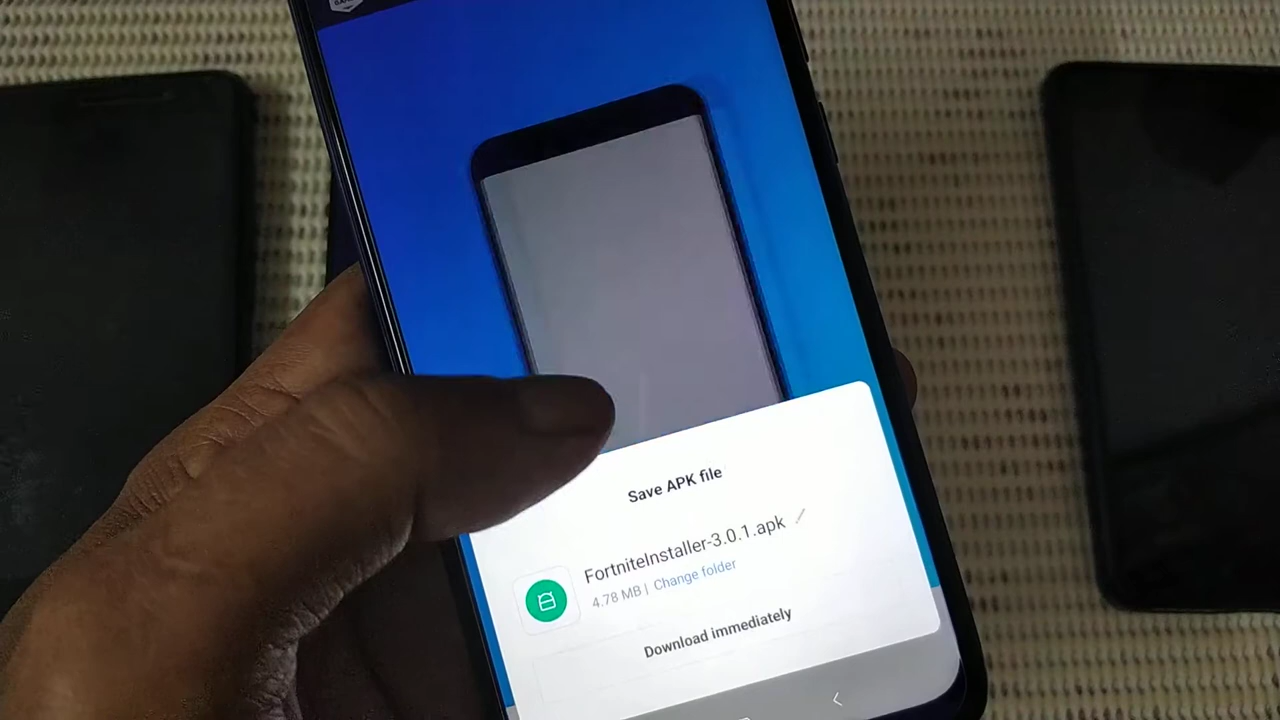 Save APK file
FortniteInstaller-3.0.1.apk
4.78 MB | Change folder
Download immediately